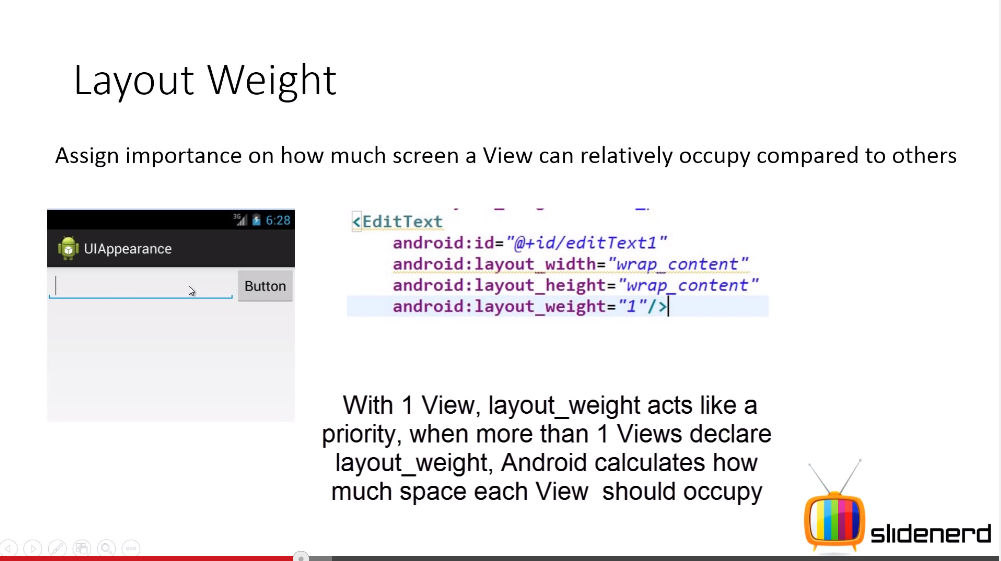 Layout Weight
Assign importance on how much screen a View can relatively occupy compared to others
3G 6:28
UIAppearance
Button
<EditText
android:id="@+id/editText1"
android:layout_width="wrap_content"
android:layout_height="wrap_content"
android:layout_weight="1"/>
With 1 View, layout_weight acts like a
priority, when more than 1 Views declare
layout_weight, Android calculates how
much space each View should occupy
slidenerd